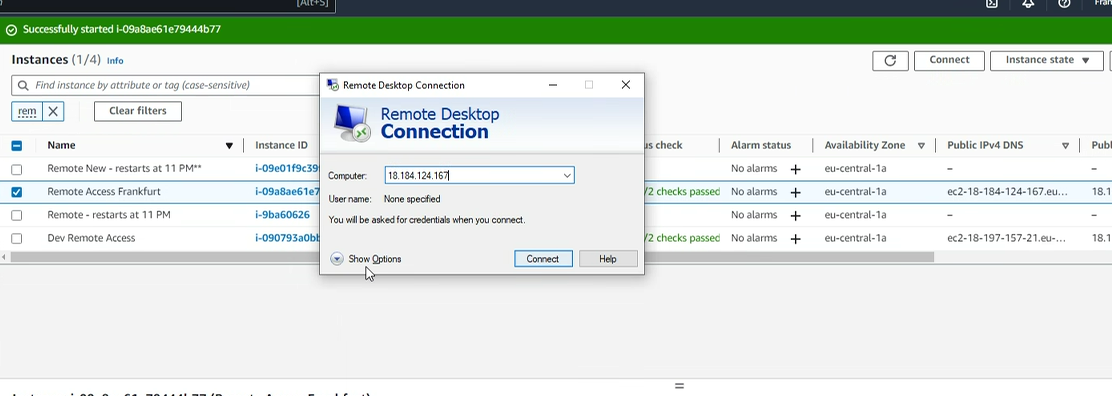 [Alt+S]
Successfully started i-09a8ae61e79444b77
Instances (1/4) Info
Connect
Instance state
Find instance by attribute or tag (case-sensitive)
rem
Clear filters
Name
Instance ID
us check
Alarm status
Availability Zone
Public IPv4 DNS
Remote New - restarts at 11 PM**
i-09e01f9c39
No alarms
eu-central-1a
–
–
Remote Access Frankfurt
i-09a8ae61e7
/2 checks passed
No alarms
eu-central-1a
ec2-18-184-124-167.eu...
18.1
Remote - restarts at 11 PM
i-9ba60626
No alarms
eu-central-1a
–
–
Dev Remote Access
i-090793a0bb
/2 checks passed
No alarms
eu-central-1a
ec2-18-197-157-21.eu-...
18.1
Remote Desktop Connection
Remote Desktop
Connection
Computer:
18.184.124.167
User name:
None specified
You will be asked for credentials when you connect.
Show Options
Connect
Help